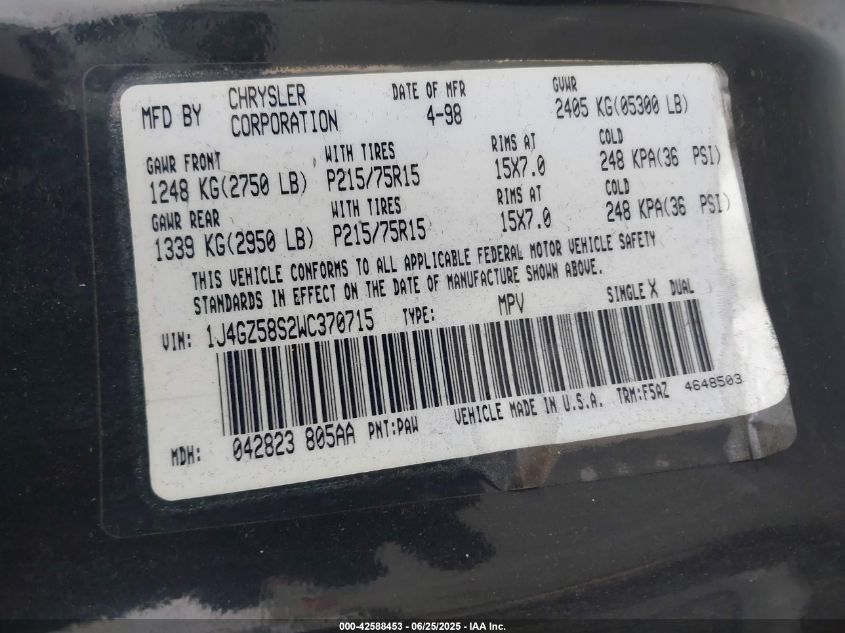 MFD BY CHRYSLER CORPORATION DATE OF MFR 4-98 GVWR 2405 KG(05300 LB)
GAWR FRONT WITH TIRES RIMS AT COLD
1248 KG(2750 LB) P215/75R15 15X7.0 248 KPA(36 PSI)
GAWR REAR WITH TIRES RIMS AT COLD
1339 KG(2950 LB) P215/75R15 15X7.0 248 KPA(36 PSI)
THIS VEHICLE CONFORMS TO ALL APPLICABLE FEDERAL MOTOR VEHICLE SAFETY
STANDARDS IN EFFECT ON THE DATE OF MANUFACTURE SHOWN ABOVE.
VIN: 1J4GZ58S2WC370715 TYPE: MPV SINGLE X DUAL
MDH: 042823 805AA PNT:PAW VEHICLE MADE IN U.S.A. TRM:F5AZ 4648503
000-42588453 - 06/25/2025 - IAA Inc.